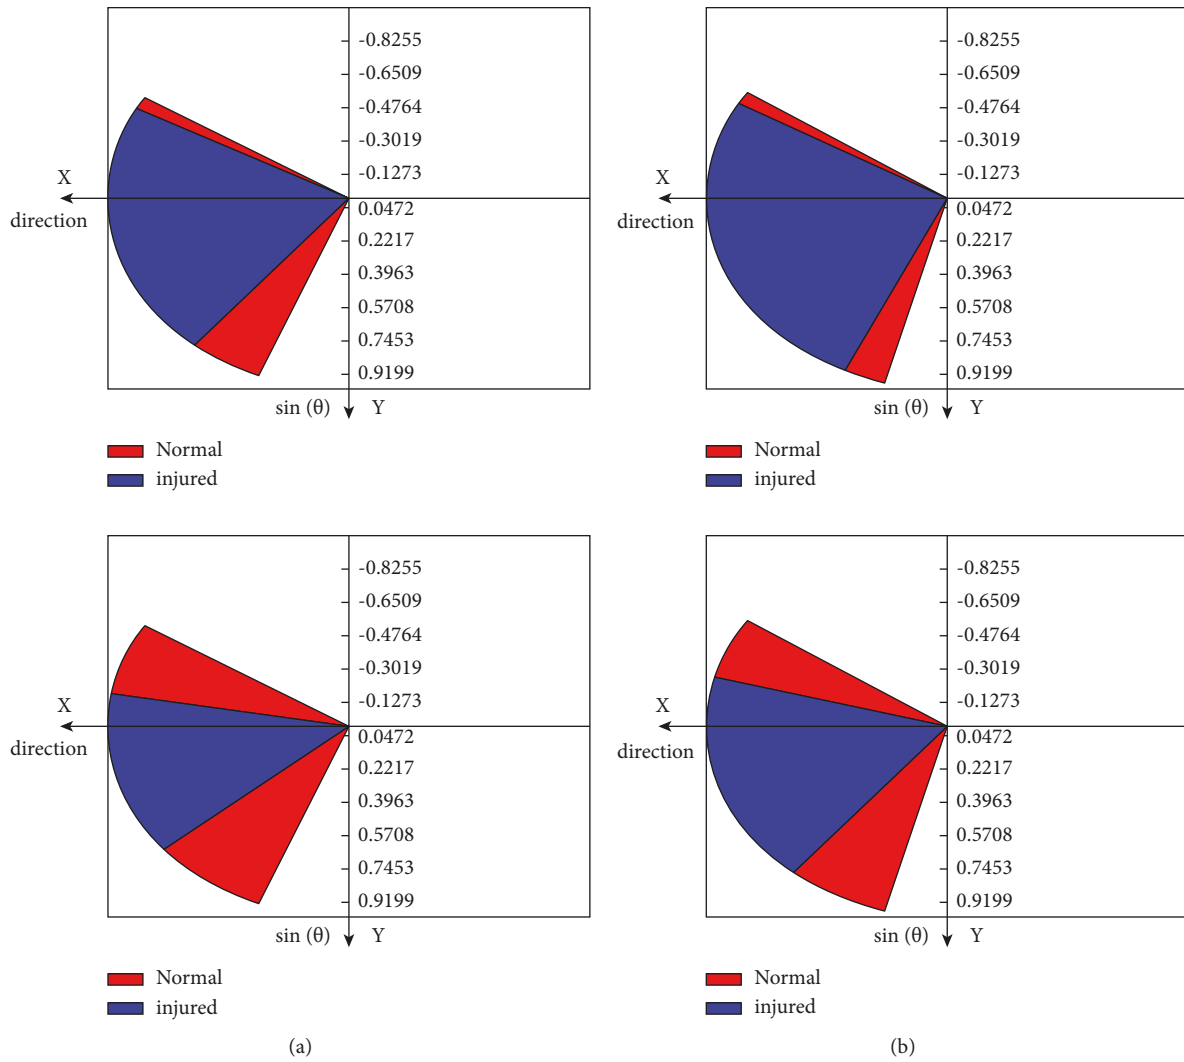 -0.8255
-0.6509
-0.4764
-0.3019
-0.1273
X
direction
0.0472
0.2217
0.3963
0.5708
0.7453
0.9199
sin (θ)
Y
Normal
injured
-0.8255
-0.6509
-0.4764
-0.3019
-0.1273
X
direction
0.0472
0.2217
0.3963
0.5708
0.7453
0.9199
sin (θ)
Y
Normal
injured
-0.8255
-0.6509
-0.4764
-0.3019
-0.1273
X
direction
0.0472
0.2217
0.3963
0.5708
0.7453
0.9199
sin (θ)
Y
Normal
injured
(a)
-0.8255
-0.6509
-0.4764
-0.3019
-0.1273
X
direction
0.0472
0.2217
0.3963
0.5708
0.7453
0.9199
sin (θ)
Y
Normal
injured
(b)